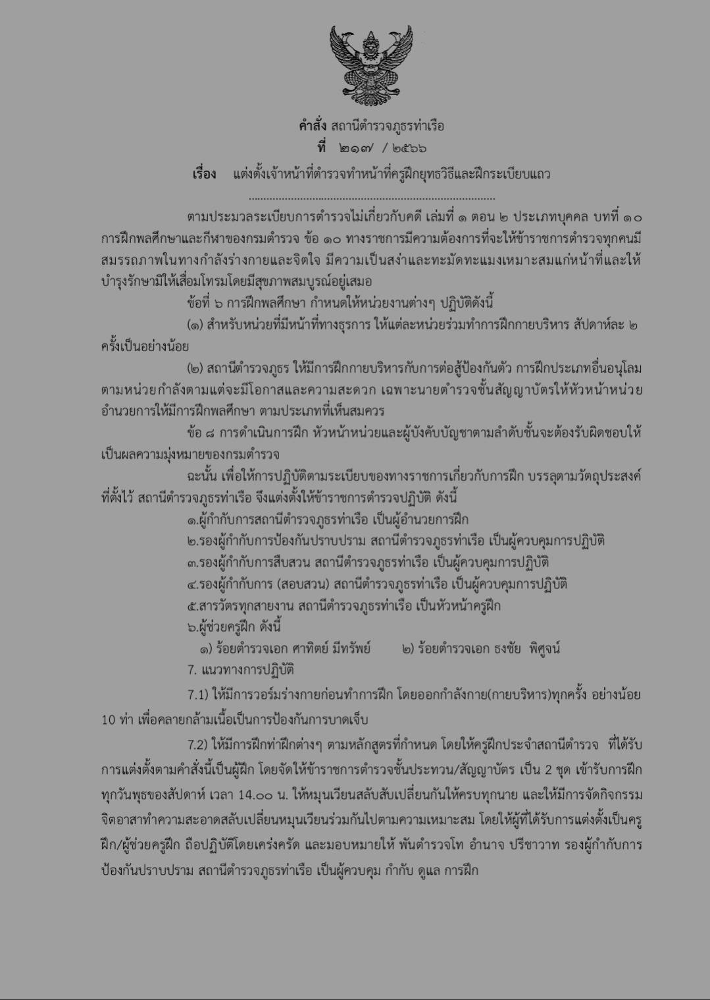 คำสั่ง สถานีตำรวจภูธรท่าเรือ
ที่ ๒๑๗ / ๒๕๖๖
เรื่อง แต่งตั้งเจ้าหน้าที่ตำรวจทำหน้าที่ครูฝึกยุทธวิธีและฝึกระเบียบแถว
................................................................................
ตามประมวลระเบียบการตำรวจไม่เกี่ยวกับคดี เล่มที่ ๑ ตอน ๒ ประเภทบุคคล บทที่ ๑๐
การฝึกพลศึกษาและกีฬาของกรมตำรวจ ข้อ ๑๐ ทางราชการมีความต้องการที่จะให้ข้าราชการตำรวจทุกคนมี
สมรรถภาพในทางกำลังร่างกายและจิตใจ มีความเป็นสง่าและทะมัดทะแมงเหมาะสมแก่หน้าที่และให้
บำรุงรักษามิให้เสื่อมโทรมโดยมีสุขภาพสมบูรณ์อยู่เสมอ
ข้อที่ ๖ การฝึกพลศึกษา กำหนดให้หน่วยงานต่างๆ ปฏิบัติดังนี้
(๑) สำหรับหน่วยที่มีหน้าที่ทางธุรการ ให้แต่ละหน่วยร่วมทำการฝึกกายบริหาร สัปดาห์ละ ๒
ครั้งเป็นอย่างน้อย
(๒) สถานีตำรวจภูธร ให้มีการฝึกกายบริหารกับการต่อสู้ป้องกันตัว การฝึกประเภทอื่นอนุโลม
ตามหน่วยกำลังตามแต่จะมีโอกาสและความสะดวก เฉพาะนายตำรวจชั้นสัญญาบัตรให้หัวหน้าหน่วย
อำนวยการให้มีการฝึกพลศึกษา ตามประเภทที่เห็นสมควร
ข้อ ๘ การดำเนินการฝึก หัวหน้าหน่วยและผู้บังคับบัญชาตามลำดับชั้นจะต้องรับผิดชอบให้
เป็นผลความมุ่งหมายของกรมตำรวจ
ฉะนั้น เพื่อให้การปฏิบัติตามระเบียบของทางราชการเกี่ยวกับการฝึก บรรลุตามวัตถุประสงค์
ที่ตั้งไว้ สถานีตำรวจภูธรท่าเรือ จึงแต่งตั้งให้ข้าราชการตำรวจปฏิบัติ ดังนี้
๑.ผู้กำกับการสถานีตำรวจภูธรท่าเรือ เป็นผู้อำนวยการฝึก
๒.รองผู้กำกับการป้องกันปราบปราม สถานีตำรวจภูธรท่าเรือ เป็นผู้ควบคุมการปฏิบัติ
๓.รองผู้กำกับการสืบสวน สถานีตำรวจภูธรท่าเรือ เป็นผู้ควบคุมการปฏิบัติ
๔.รองผู้กำกับการ (สอบสวน) สถานีตำรวจภูธรท่าเรือ เป็นผู้ควบคุมการปฏิบัติ
๕.สารวัตรทุกสายงาน สถานีตำรวจภูธรท่าเรือ เป็นหัวหน้าครูฝึก
๖.ผู้ช่วยครูฝึก ดังนี้
๑) ร้อยตำรวจเอก ศาทิตย์ มีทรัพย์ ๒) ร้อยตำรวจเอก ธงชัย พิศูจน์
7. แนวทางการปฏิบัติ
7.1) ให้มีการวอร์มร่างกายก่อนทำการฝึก โดยออกกำลังกาย(กายบริหาร)ทุกครั้ง อย่างน้อย
10 ท่า เพื่อคลายกล้ามเนื้อเป็นการป้องกันการบาดเจ็บ
7.2) ให้มีการฝึกท่าฝึกต่างๆ ตามหลักสูตรที่กำหนด โดยให้ครูฝึกประจำสถานีตำรวจ ที่ได้รับ
การแต่งตั้งตามคำสั่งนี้เป็นผู้ฝึก โดยจัดให้ข้าราชการตำรวจชั้นประทวน/สัญญาบัตร เป็น 2 ชุด เข้ารับการฝึก
ทุกวันพุธของสัปดาห์ เวลา 14.๐๐ น. ให้หมุนเวียนสลับสับเปลี่ยนกันให้ครบทุกนาย และให้มีการจัดกิจกรรม
จิตอาสาทำความสะอาดสลับเปลี่ยนหมุนเวียนร่วมกันไปตามความเหมาะสม โดยให้ผู้ที่ได้รับการแต่งตั้งเป็นครู
ฝึก/ผู้ช่วยครูฝึก ถือปฏิบัติโดยเคร่งครัด และมอบหมายให้ พันตำรวจโท อำนาจ ปรีชาวาท รองผู้กำกับการ
ป้องกันปราบปราม สถานีตำรวจภูธรท่าเรือ เป็นผู้ควบคุม กำกับ ดูแล การฝึก